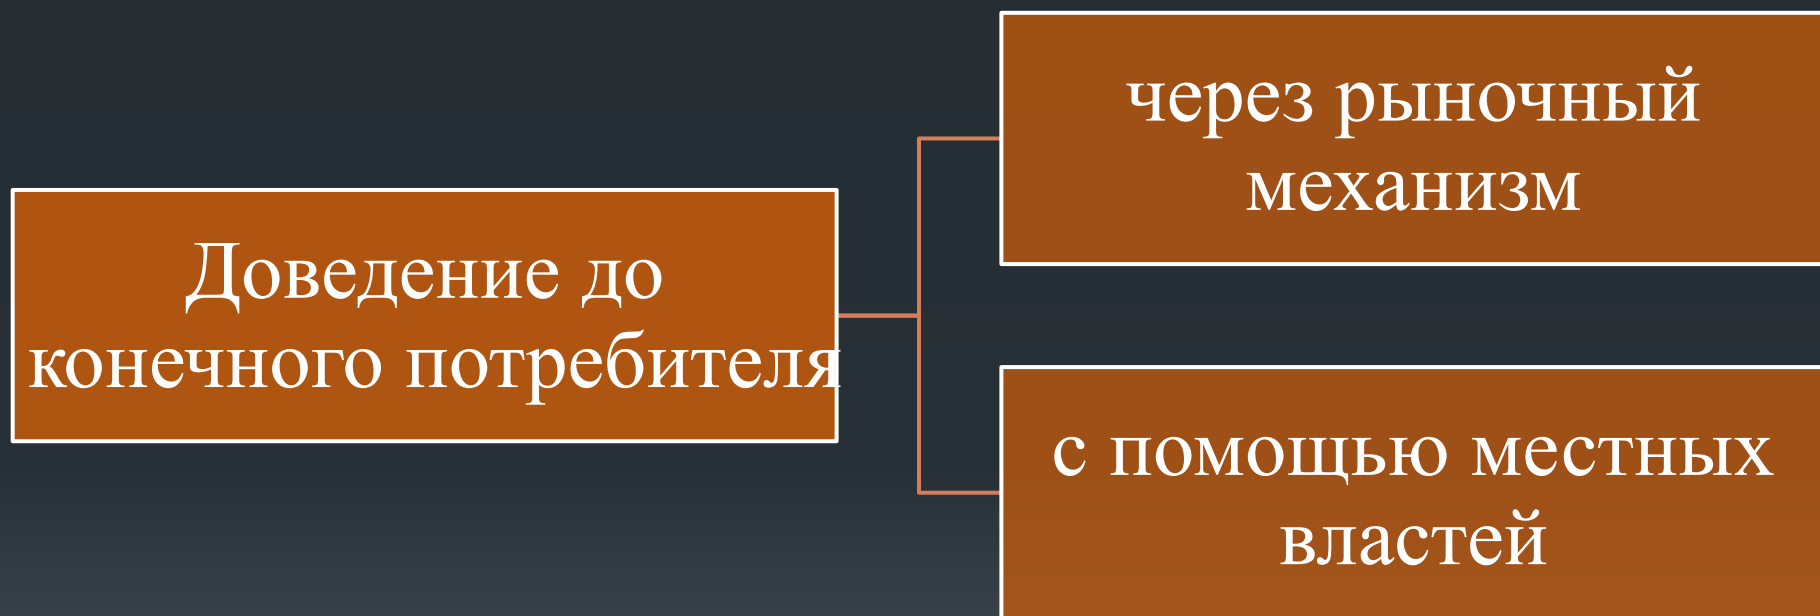 Доведение до
конечного потребителя
через рыночный
механизм
с помощью местных
властей